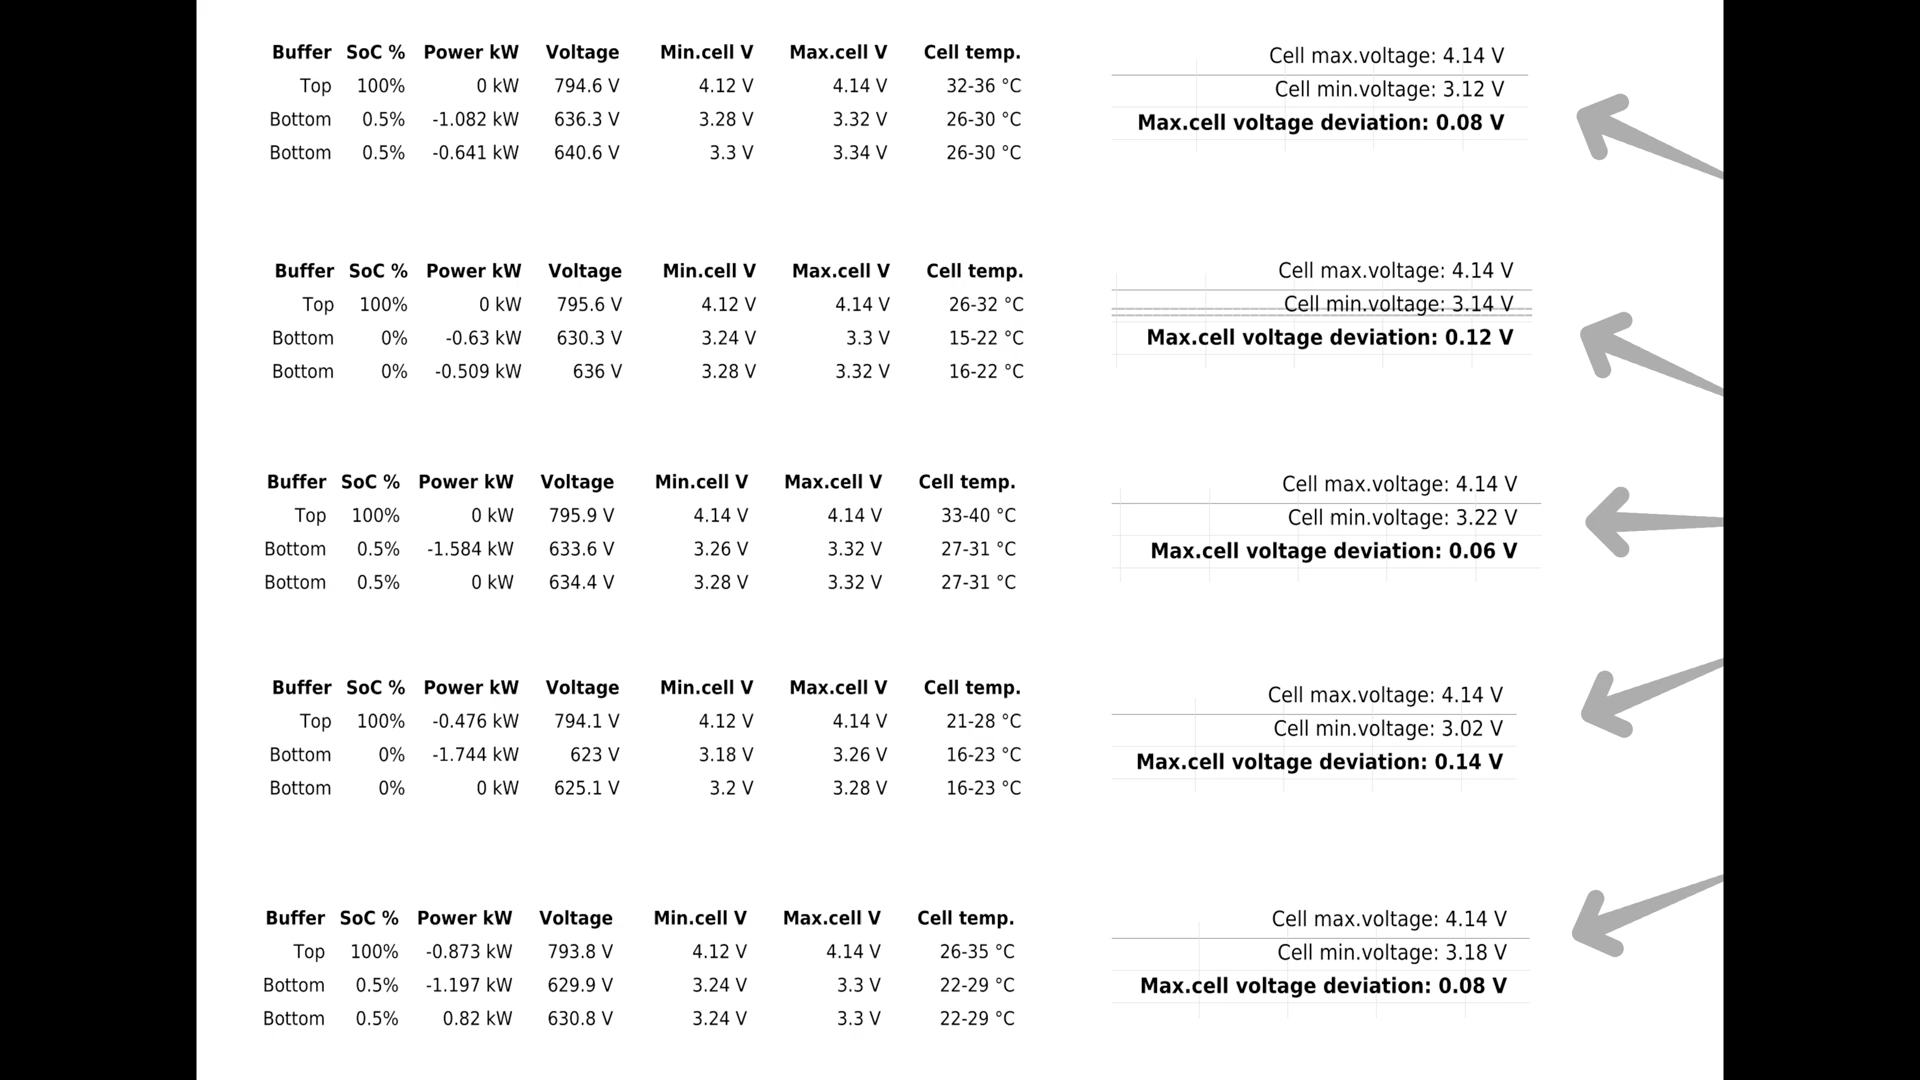 Buffer SoC % Power kW Voltage Min.cell V Max.cell V Cell temp.
Top 100% 0 kW 794.6 V 4.12 V 4.14 V 32-36 °C
Bottom 0.5% -1.082 kW 636.3 V 3.28 V 3.32 V 26-30 °C
Bottom 0.5% -0.641 kW 640.6 V 3.3 V 3.34 V 26-30 °C
Cell max.voltage: 4.14 V
Cell min.voltage: 3.12 V
Max.cell voltage deviation: 0.08 V
Buffer SoC % Power kW Voltage Min.cell V Max.cell V Cell temp.
Top 100% 0 kW 795.6 V 4.12 V 4.14 V 26-32 °C
Bottom 0% -0.63 kW 630.3 V 3.24 V 3.3 V 15-22 °C
Bottom 0% -0.509 kW 636 V 3.28 V 3.32 V 16-22 °C
Cell max.voltage: 4.14 V
Cell min.voltage: 3.14 V
Max.cell voltage deviation: 0.12 V
Buffer SoC % Power kW Voltage Min.cell V Max.cell V Cell temp.
Top 100% 0 kW 795.9 V 4.14 V 4.14 V 33-40 °C
Bottom 0.5% -1.584 kW 633.6 V 3.26 V 3.32 V 27-31 °C
Bottom 0.5% 0 kW 634.4 V 3.28 V 3.32 V 27-31 °C
Cell max.voltage: 4.14 V
Cell min.voltage: 3.22 V
Max.cell voltage deviation: 0.06 V
Buffer SoC % Power kW Voltage Min.cell V Max.cell V Cell temp.
Top 100% -0.476 kW 794.1 V 4.12 V 4.14 V 21-28 °C
Bottom 0% -1.744 kW 623 V 3.18 V 3.26 V 16-23 °C
Bottom 0% 0 kW 625.1 V 3.2 V 3.28 V 16-23 °C
Cell max.voltage: 4.14 V
Cell min.voltage: 3.02 V
Max.cell voltage deviation: 0.14 V
Buffer SoC % Power kW Voltage Min.cell V Max.cell V Cell temp.
Top 100% -0.873 kW 793.8 V 4.12 V 4.14 V 26-35 °C
Bottom 0.5% -1.197 kW 629.9 V 3.24 V 3.3 V 22-29 °C
Bottom 0.5% 0.82 kW 630.8 V 3.24 V 3.3 V 22-29 °C
Cell max.voltage: 4.14 V
Cell min.voltage: 3.18 V
Max.cell voltage deviation: 0.08 V